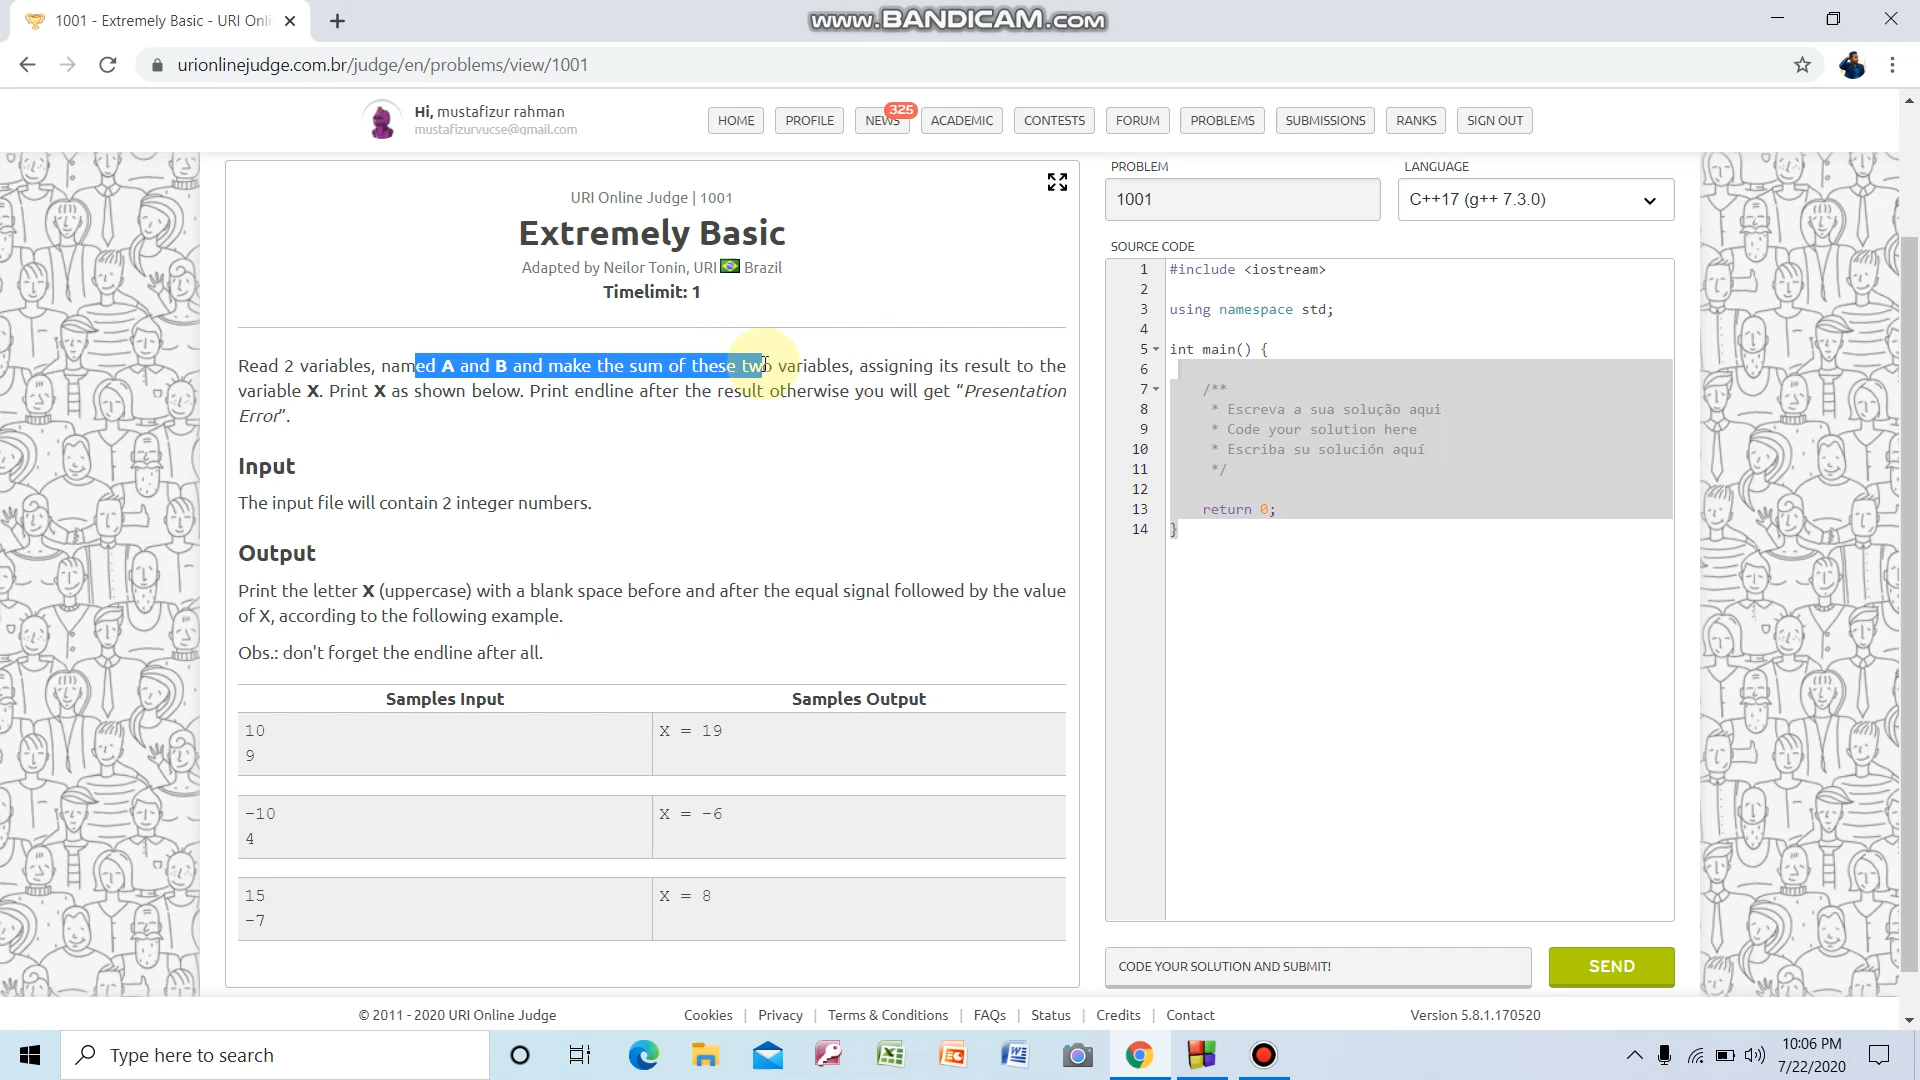 1001 - Extremely Basic - URI Onli
www.BANDICAM.com
urionlinejudge.com.br/judge/en/problems/view/1001
Hi, mustafizur rahman
mustafizurvucse@gmail.com
HOME
PROFILE
NEWS
325
ACADEMIC
CONTESTS
FORUM
PROBLEMS
SUBMISSIONS
RANKS
SIGN OUT
URI Online Judge | 1001
Extremely Basic
Adapted by Neilor Tonin, URI Brazil
Timelimit: 1
Read 2 variables, named A and B and make the sum of these two variables, assigning its result to the
variable X. Print X as shown below. Print endline after the result otherwise you will get “Presentation
Error”.
Input
The input file will contain 2 integer numbers.
Output
Print the letter X (uppercase) with a blank space before and after the equal signal followed by the value
of X, according to the following example.
Obs.: don't forget the endline after all.
Samples Input
Samples Output
10
9
X = 19
-10
4
X = -6
15
-7
X = 8
PROBLEM
1001
LANGUAGE
C++17 (g++ 7.3.0)
SOURCE CODE
1 #include <iostream>
2
3 using namespace std;
4
5 int main() {
6
7 /**
8 * Escreva a sua solução aqui
9 * Code your solution here
10 * Escriba su solución aquí
11 */
12
13 return 0;
14 }
CODE YOUR SOLUTION AND SUBMIT!
SEND
© 2011 - 2020 URI Online Judge
Cookies | Privacy | Terms & Conditions | FAQs | Status | Credits | Contact
Version 5.8.1.170520
Type here to search
10:06 PM
7/22/2020